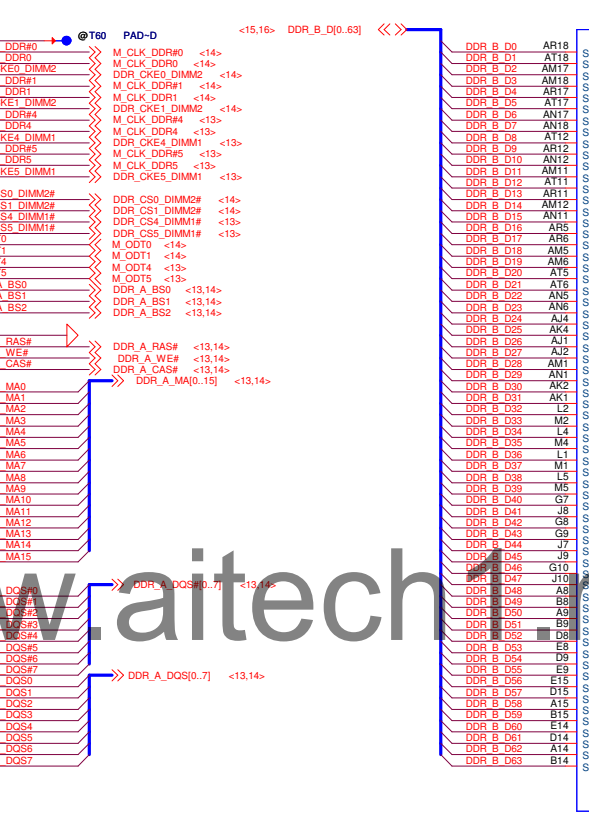 @T60 PAD~D
DDR#0
DDR0
CKE0_DIMM2
DDR#1
DDR1
CKE1_DIMM2
DDR#4
DDR4
CKE4_DIMM1
DDR#5
DDR5
CKE5_DIMM1
M_CLK_DDR#0 <14>
M_CLK_DDR0 <14>
DDR_CKE0_DIMM2 <14>
M_CLK_DDR#1 <14>
M_CLK_DDR1 <14>
DDR_CKE1_DIMM2 <14>
M_CLK_DDR#4 <13>
M_CLK_DDR4 <13>
DDR_CKE4_DIMM1 <13>
M_CLK_DDR#5 <13>
M_CLK_DDR5 <13>
DDR_CKE5_DIMM1 <13>
S0_DIMM2#
S1_DIMM2#
S4_DIMM1#
S5_DIMM1#
T0
T1
T4
T5
A_BS0
A_BS1
A_BS2
DDR_CS0_DIMM2# <14>
DDR_CS1_DIMM2# <14>
DDR_CS4_DIMM1# <13>
DDR_CS5_DIMM1# <13>
M_ODT0 <14>
M_ODT1 <14>
M_ODT4 <13>
M_ODT5 <13>
DDR_A_BS0 <13,14>
DDR_A_BS1 <13,14>
DDR_A_BS2 <13,14>
RAS#
WE#
CAS#
DDR_A_RAS# <13,14>
DDR_A_WE# <13,14>
DDR_A_CAS# <13,14>
DDR_A_MA[0..15] <13,14>
MA0
MA1
MA2
MA3
MA4
MA5
MA6
MA7
MA8
MA9
MA10
MA11
MA12
MA13
MA14
MA15
DDR_A_DQS#[0..7] <13,14>
DQS#0
DQS#1
DQS#2
DQS#3
DQS#4
DQS#5
DQS#6
DQS#7
DDR_A_DQS[0..7] <13,14>
DQS0
DQS1
DQS2
DQS3
DQS4
DQS5
DQS6
DQS7
<15,16> DDR_B_D[0..63]
DDR_B_D0 AR18
DDR_B_D1 AT18
DDR_B_D2 AM17
DDR_B_D3 AM18
DDR_B_D4 AR17
DDR_B_D5 AT17
DDR_B_D6 AN17
DDR_B_D7 AN18
DDR_B_D8 AT12
DDR_B_D9 AR12
DDR_B_D10 AN12
DDR_B_D11 AM11
DDR_B_D12 AT11
DDR_B_D13 AR11
DDR_B_D14 AM12
DDR_B_D15 AN11
DDR_B_D16 AR5
DDR_B_D17 AR6
DDR_B_D18 AM5
DDR_B_D19 AM6
DDR_B_D20 AT5
DDR_B_D21 AT6
DDR_B_D22 AN5
DDR_B_D23 AN6
DDR_B_D24 AJ4
DDR_B_D25 AK4
DDR_B_D26 AJ1
DDR_B_D27 AJ2
DDR_B_D28 AM1
DDR_B_D29 AN1
DDR_B_D30 AK2
DDR_B_D31 AK1
DDR_B_D32 L2
DDR_B_D33 M2
DDR_B_D34 L4
DDR_B_D35 M4
DDR_B_D36 L1
DDR_B_D37 M1
DDR_B_D38 L5
DDR_B_D39 M5
DDR_B_D40 G7
DDR_B_D41 J8
DDR_B_D42 G8
DDR_B_D43 G9
DDR_B_D44 J7
DDR_B_D45 J9
DDR_B_D46 G10
DDR_B_D47 J10
DDR_B_D48 A8
DDR_B_D49 B8
DDR_B_D50 A9
DDR_B_D51 B9
DDR_B_D52 D8
DDR_B_D53 E8
DDR_B_D54 D9
DDR_B_D55 E9
DDR_B_D56 E15
DDR_B_D57 D15
DDR_B_D58 A15
DDR_B_D59 B15
DDR_B_D60 E14
DDR_B_D61 D14
DDR_B_D62 A14
DDR_B_D63 B14
w.aitech1.r